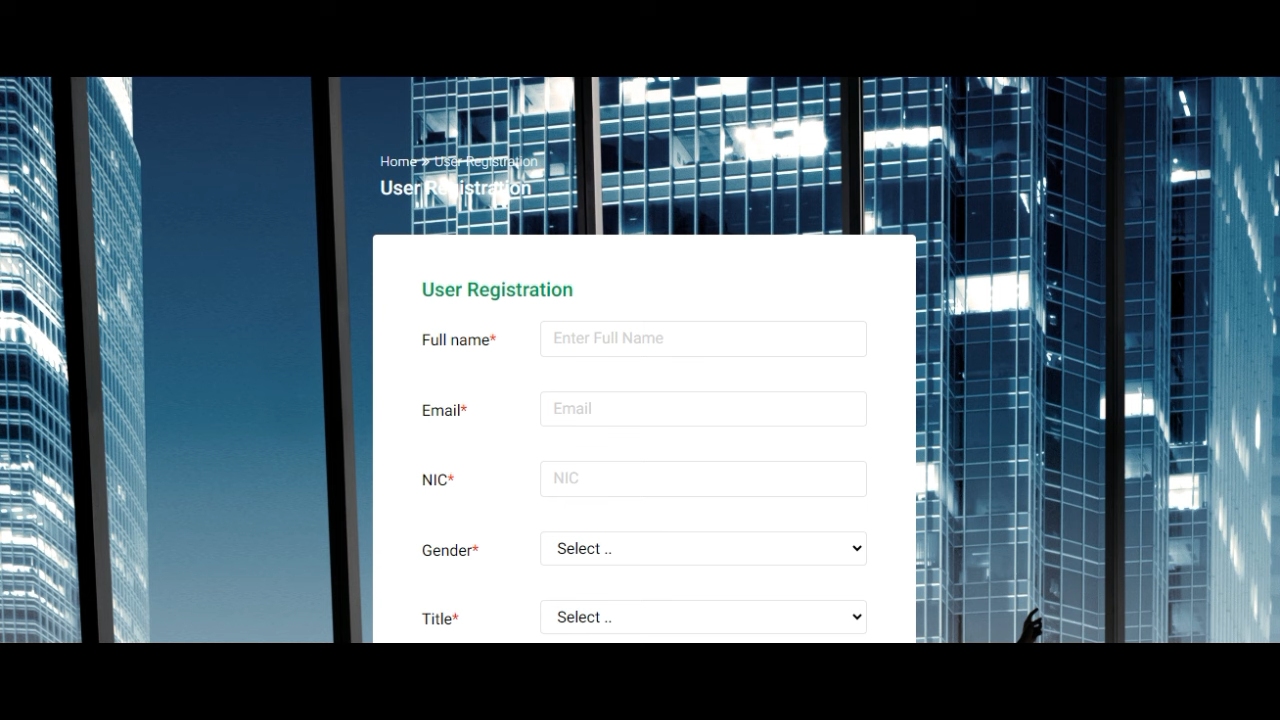 Home » User Registration
User Registration
User Registration
Full name* Enter Full Name
Email* Email
NIC* NIC
Gender* Select ..
Title* Select ..